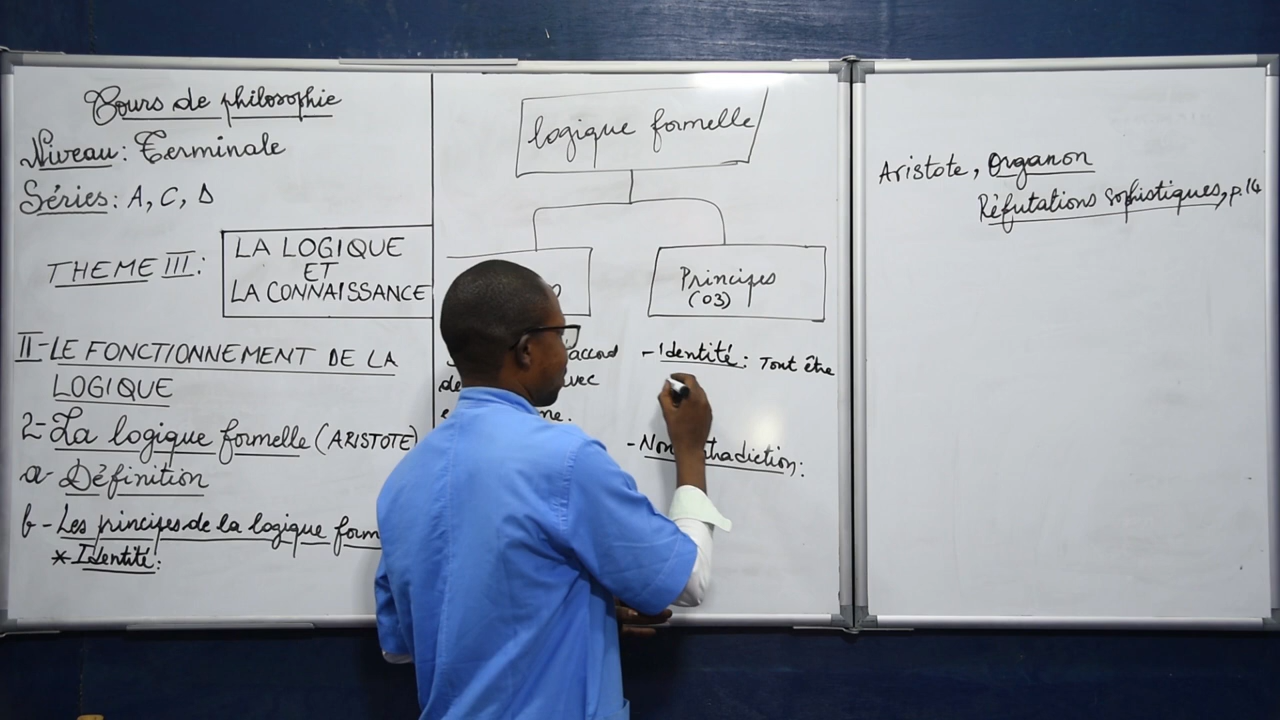 Cours de philosophie
Niveau : Terminale
Séries : A, C, D
THEME III :
LA LOGIQUE
ET
LA CONNAISSANCE
II- LE FONCTIONNEMENT DE LA
LOGIQUE
2- La logique formelle (ARISTOTE)
a- Définition
b- Les principes de la logique form
* Identité :
logique formelle
Principes
(03)
accord
avec
- Identité : Tout être
- Non contradiction :
Aristote, Organon
Réfutations sophistiques, p.14